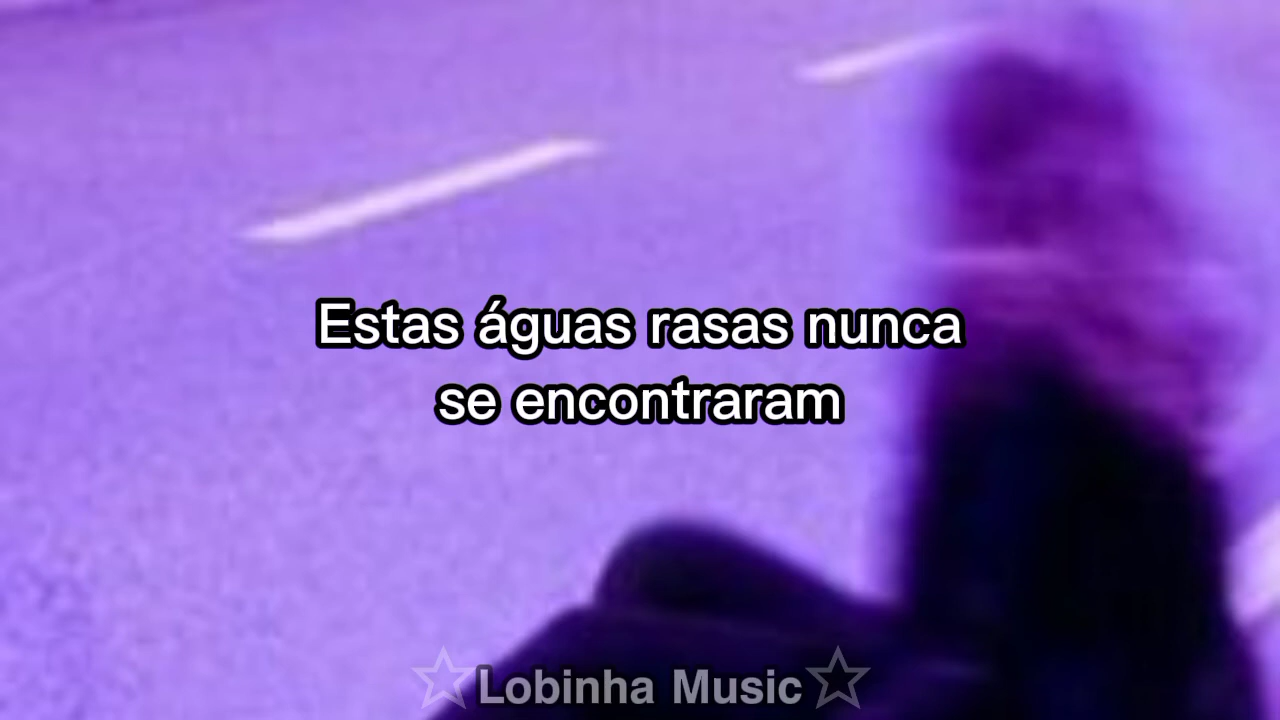 Estas águas rasas nunca
se encontraram
☆Lobinha Music☆